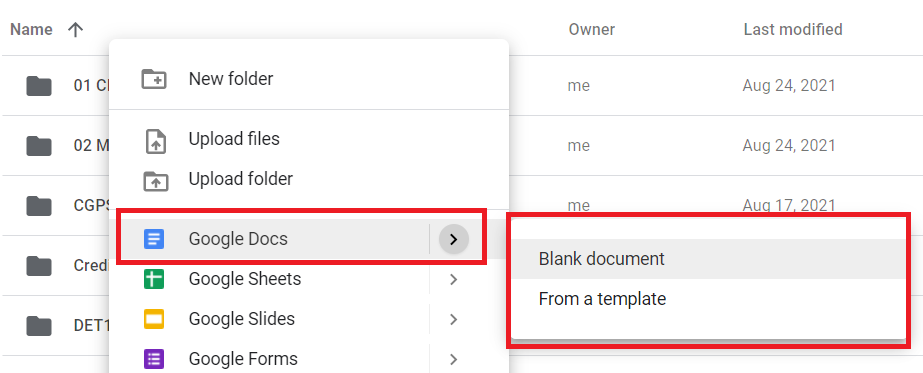 Name Owner Last modified
New folder
01 me Aug 24, 2021
Upload files
02 me Aug 24, 2021
Upload folder
CGPS me Aug 17, 2021
Google Docs
Blank document
Google Sheets
From a template
Google Slides
DET1
Google Forms